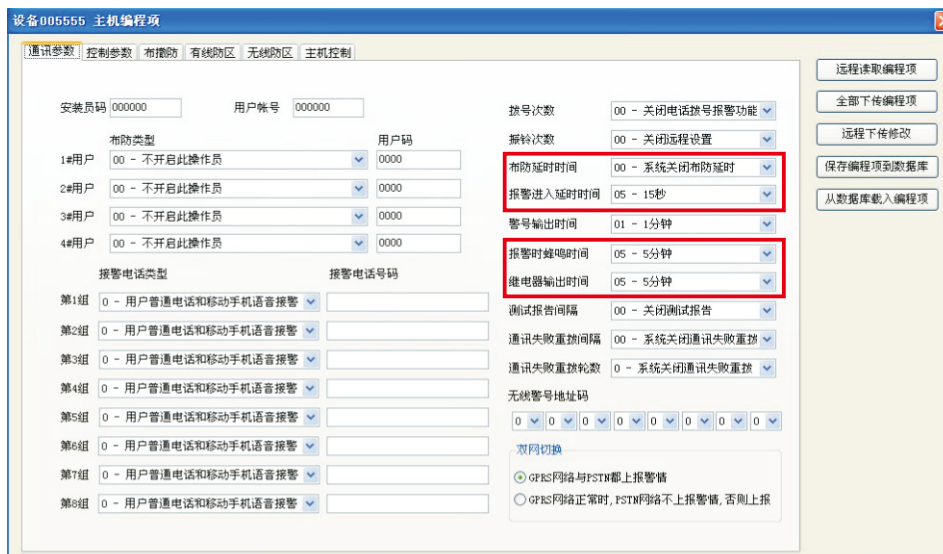 设备005555 主机编程项
通讯参数 控制参数 布撤防 有线防区 无线防区 主机控制
安装员码 000000 用户帐号 000000
布防类型 用户码
1#用户 00 - 不开启此操作员 0000
2#用户 00 - 不开启此操作员 0000
3#用户 00 - 不开启此操作员 0000
4#用户 00 - 不开启此操作员 0000
接警电话类型 接警电话号码
第1组 0 - 用户普通电话和移动手机语音接警
第2组 0 - 用户普通电话和移动手机语音接警
第3组 0 - 用户普通电话和移动手机语音接警
第4组 0 - 用户普通电话和移动手机语音接警
第5组 0 - 用户普通电话和移动手机语音接警
第6组 0 - 用户普通电话和移动手机语音接警
第7组 0 - 用户普通电话和移动手机语音接警
第8组 0 - 用户普通电话和移动手机语音接警
拨号次数 00 - 关闭电话拨号报警功能
振铃次数 00 - 关闭远程设置
布防延时时间 00 - 系统关闭布防延时
报警进入延时时间 05 - 15秒
警号输出时间 01 - 1分钟
报警时蜂鸣时间 05 - 5分钟
继电器输出时间 05 - 5分钟
测试报告间隔 00 - 关闭测试报告
通讯失败重拨间隔 00 - 系统关闭通讯失败重拨
通讯失败重拨轮数 0 - 系统关闭通讯失败重拨
无线警号地址码
0 0 0 0 0 0 0 0
双网切换
GPRS网络与PSTN都上报警情
GPRS网络正常时, PSTN网络不上报警情, 否则上报
远程读取编程项
全部下传编程项
远程下传修改
保存编程项到数据库
从数据库载入编程项